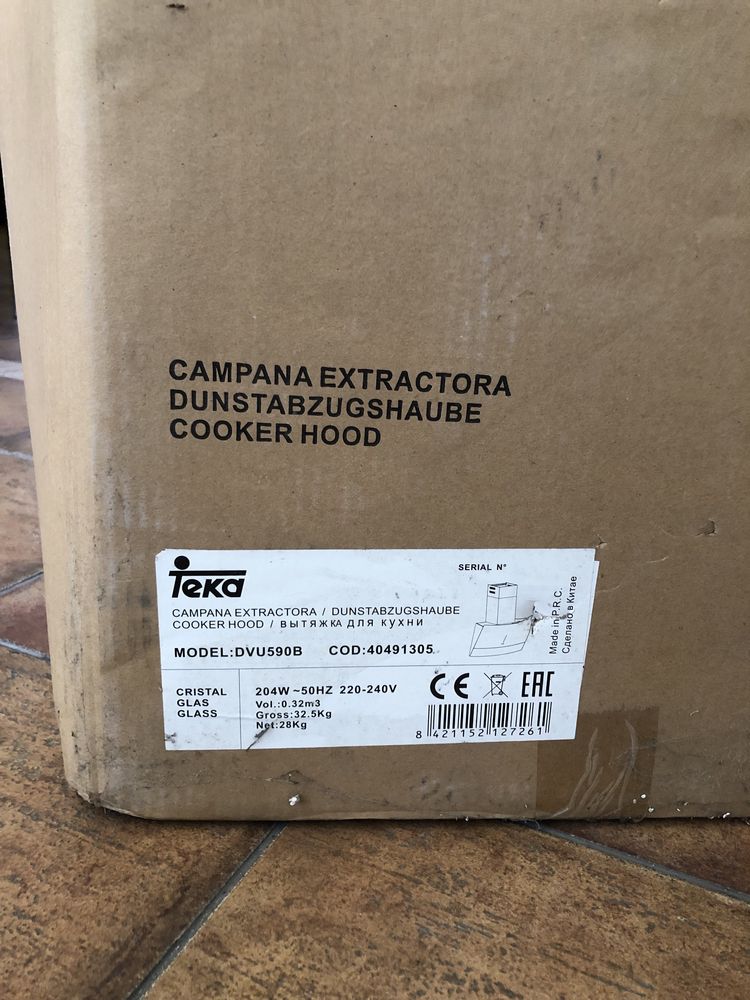 CAMPANA EXTRACTORA
DUNSTABZUGSHAUBE
COOKER HOOD
Teka
SERIAL N°
CAMPANA EXTRACTORA / DUNSTABZUGSHAUBE
COOKER HOOD / ВЫТЯЖКА ДЛЯ КУХНИ
MODEL:DVU590B COD:40491305
Made in P.R.C.
Сделано в Китае
CRISTAL
GLAS
GLASS
204W ~50HZ 220-240V
Vol.:0.32m3
Gross:32.5Kg
Net:28Kg
CE EAC
8 421152 127261